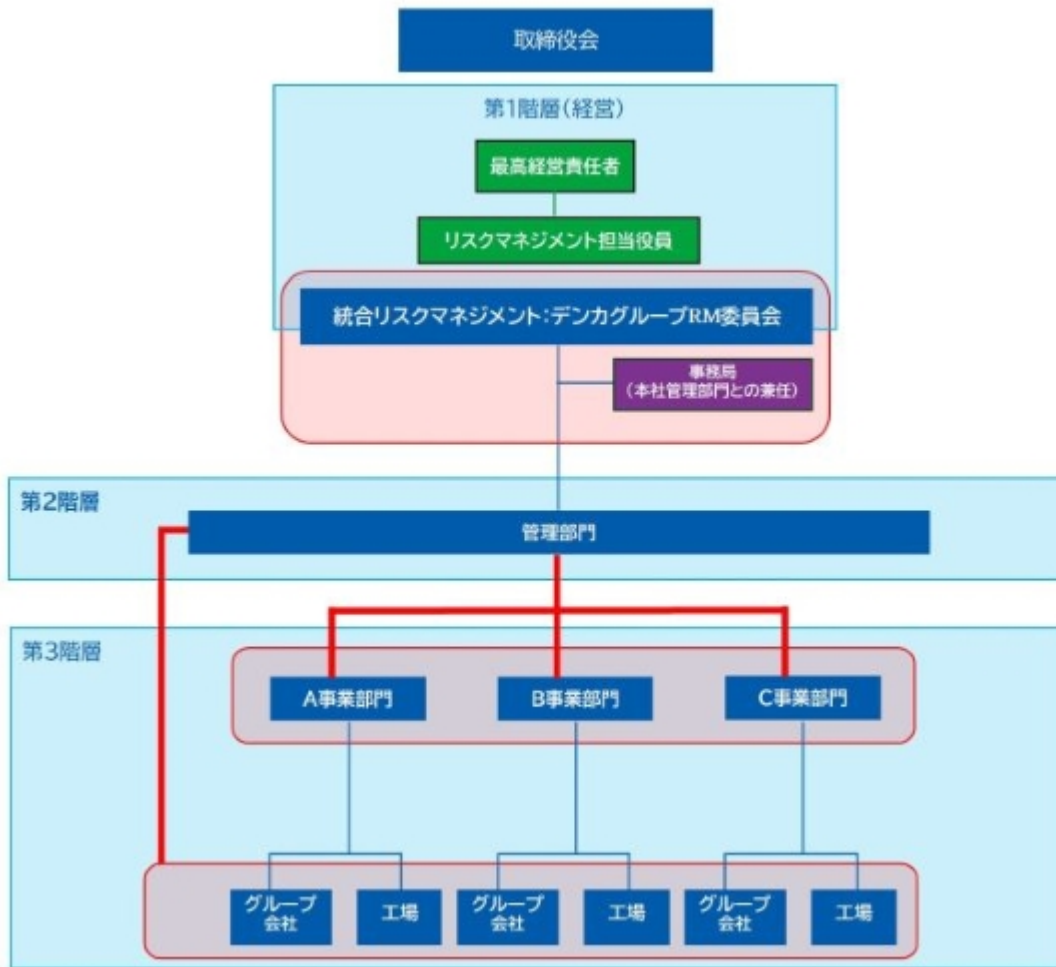 取締役会
第1階層(経営)
最高経営責任者
リスクマネジメント担当役員
統合リスクマネジメント:デンカグループRM委員会
事務局
(本社管理部門との兼任)
第2階層
管理部門
第3階層
A事業部門
B事業部門
C事業部門
グループ
会社
工場
グループ
会社
工場
グループ
会社
工場